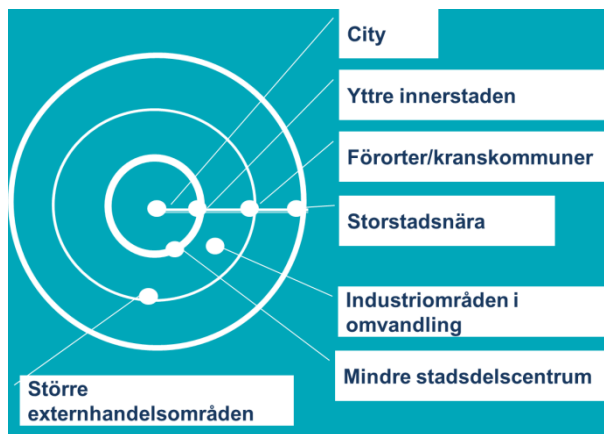 City
Yttre innerstaden
Förorter/kranskommuner
Storstadsnära
Industriområden i
omvandling
Mindre stadsdelscentrum
Större
externhandelsområden